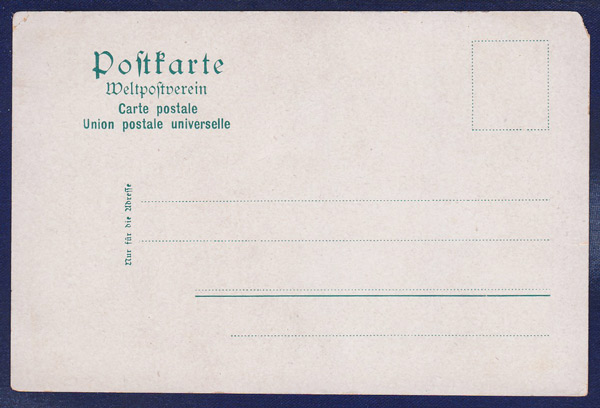 Poſtkarte
Weltpoſtverein
Carte postale
Union postale universelle
Nur für die Adreſſe